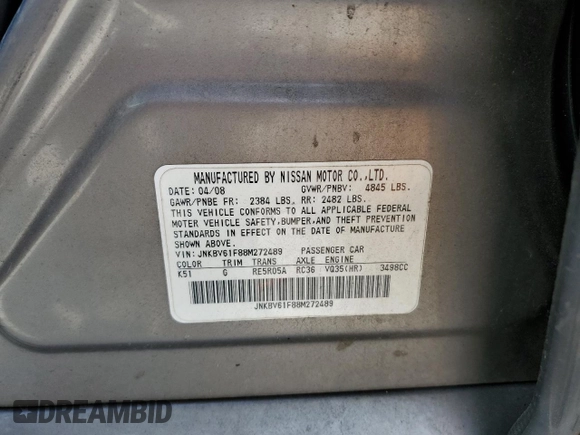 MANUFACTURED BY NISSAN MOTOR CO.,LTD.
DATE: 04/08 GVWR/PNBV: 4845 LBS.
GAWR/PNBE FR: 2384 LBS. RR: 2482 LBS.
THIS VEHICLE CONFORMS TO ALL APPLICABLE FEDERAL
MOTOR VEHICLE SAFETY,BUMPER,AND THEFT PREVENTION
STANDARDS IN EFFECT ON THE DATE OF MANUFACTURE
SHOWN ABOVE.
VIN: JNKBV61F88M272489 PASSENGER CAR
COLOR TRIM TRANS AXLE ENGINE
K51 G RE5R05A RC36 VQ35(HR) 3498CC
JNKBV61F88M272489
DREAMBID